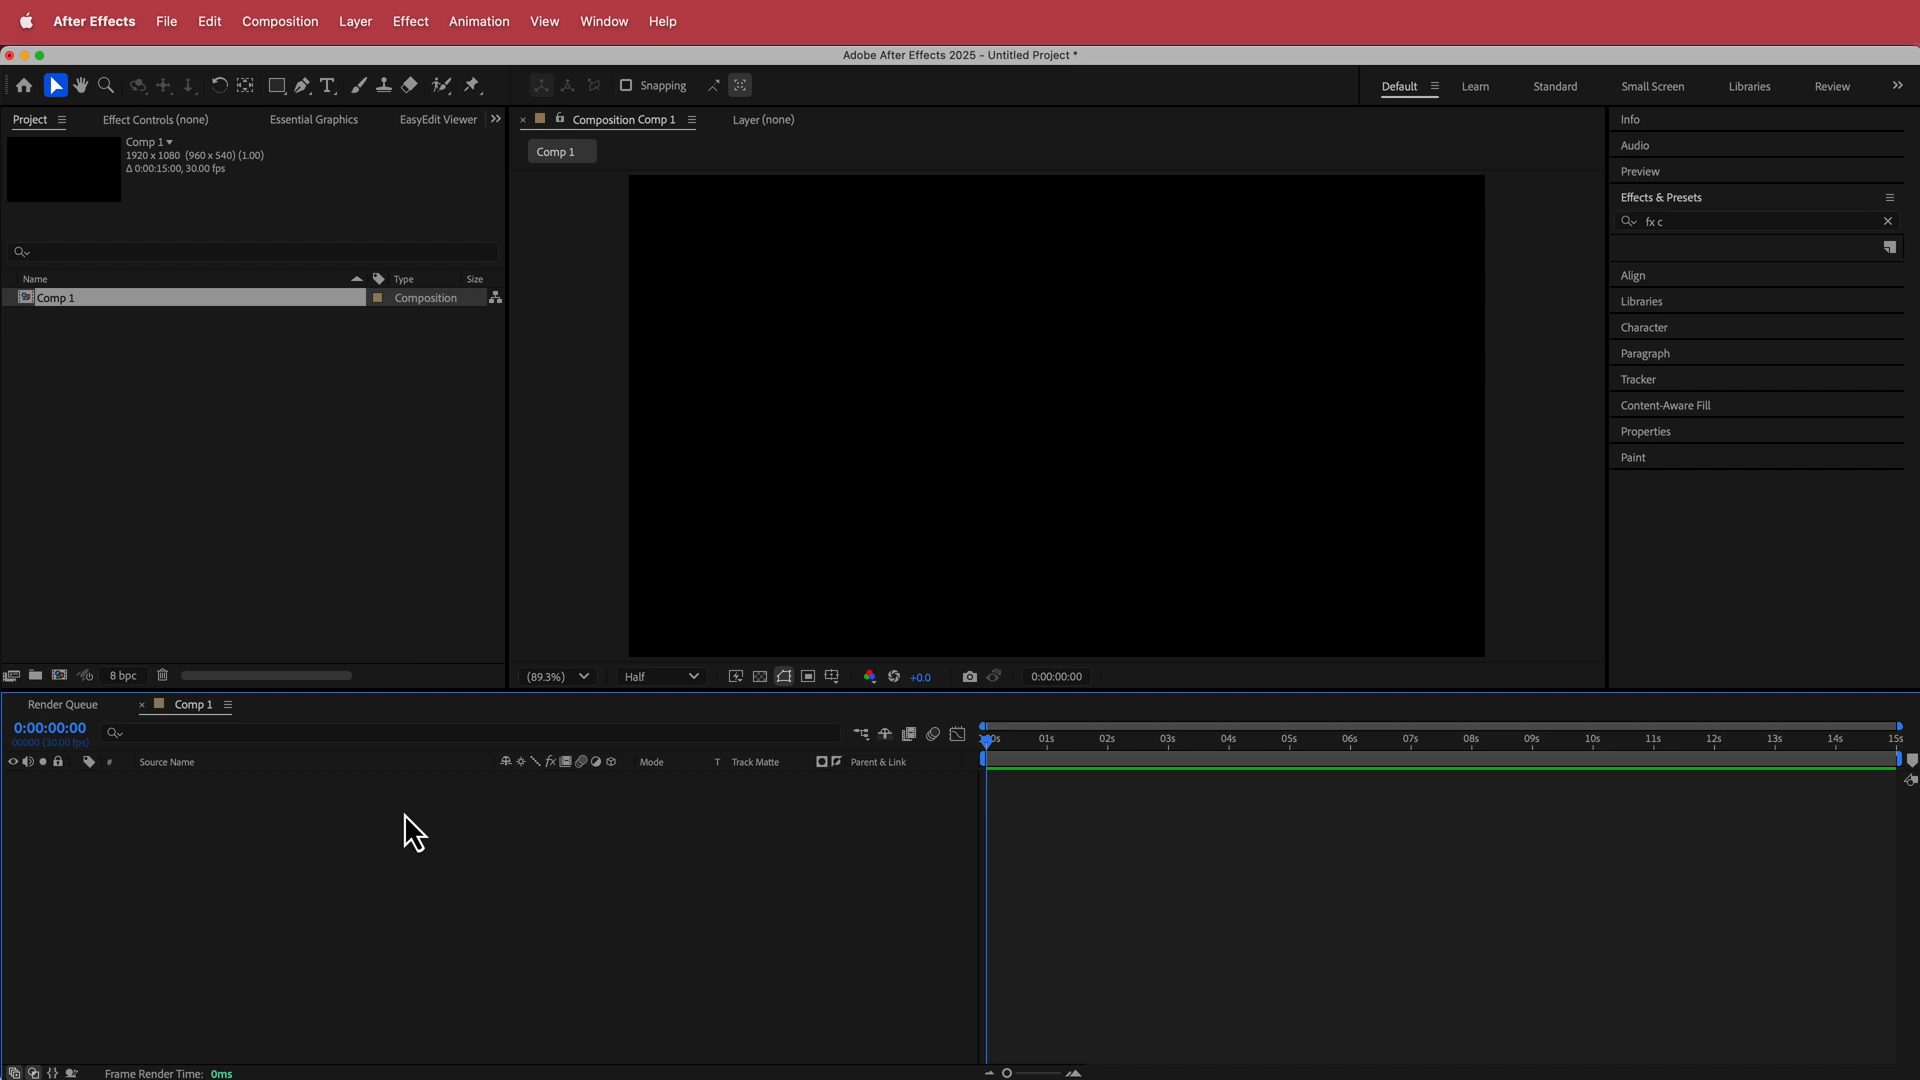 After Effects File Edit Composition Layer Effect Animation View Window Help
Adobe After Effects 2025 - Untitled Project *
Snapping
Default Learn Standard Small Screen Libraries Review
Project Effect Controls (none) Essential Graphics EasyEdit Viewer
Composition Comp 1 Layer (none)
Comp 1
1920 x 1080 (960 x 540) (1.00)
Δ 0:00:15:00, 30.00 fps
Comp 1
Info
Audio
Preview
Effects & Presets
fx c
Align
Libraries
Character
Paragraph
Tracker
Content-Aware Fill
Properties
Paint
Name Type Size
Comp 1 Composition
8 bpc
(89.3%) Half +0.0 0:00:00:00
Render Queue Comp 1
0:00:00:00
00000 (30.00 fps)
01s 02s 03s 04s 05s 06s 07s 08s 09s 10s 11s 12s 13s 14s 15s
# Source Name fx Mode T Track Matte Parent & Link
Frame Render Time: 0ms